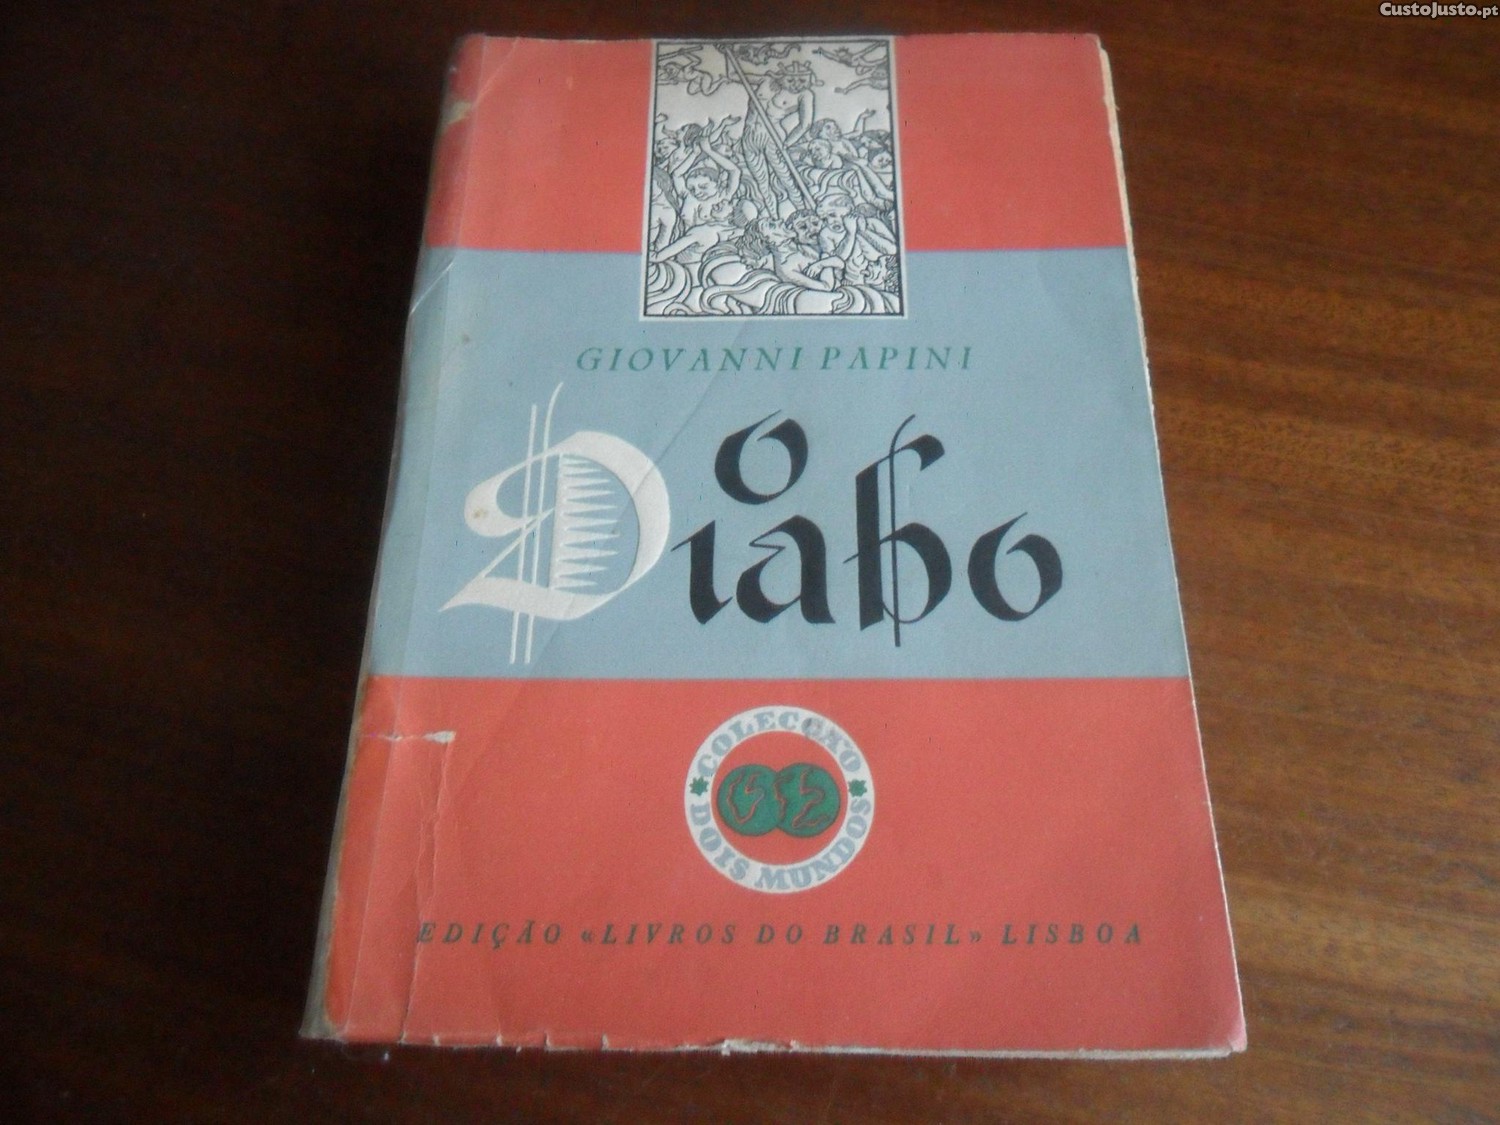 CustoJusto.pt
GIOVANNI PAPINI
O
Diabo
COLECÇÃO
DOIS MUNDOS
EDIÇÃO «LIVROS DO BRASIL» LISBOA